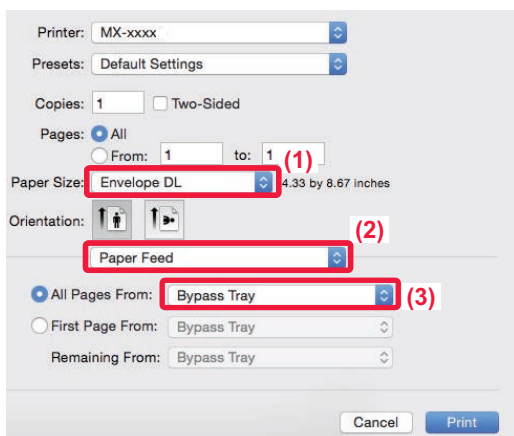 Printer: MX-xxxx
Presets: Default Settings
Copies: 1 Two-Sided
Pages: All
From: 1 to: 1
(1)
Paper Size: Envelope DL 4.33 by 8.67 inches
Orientation:
(2)
Paper Feed
All Pages From: Bypass Tray (3)
First Page From: Bypass Tray
Remaining From: Bypass Tray
Cancel Print